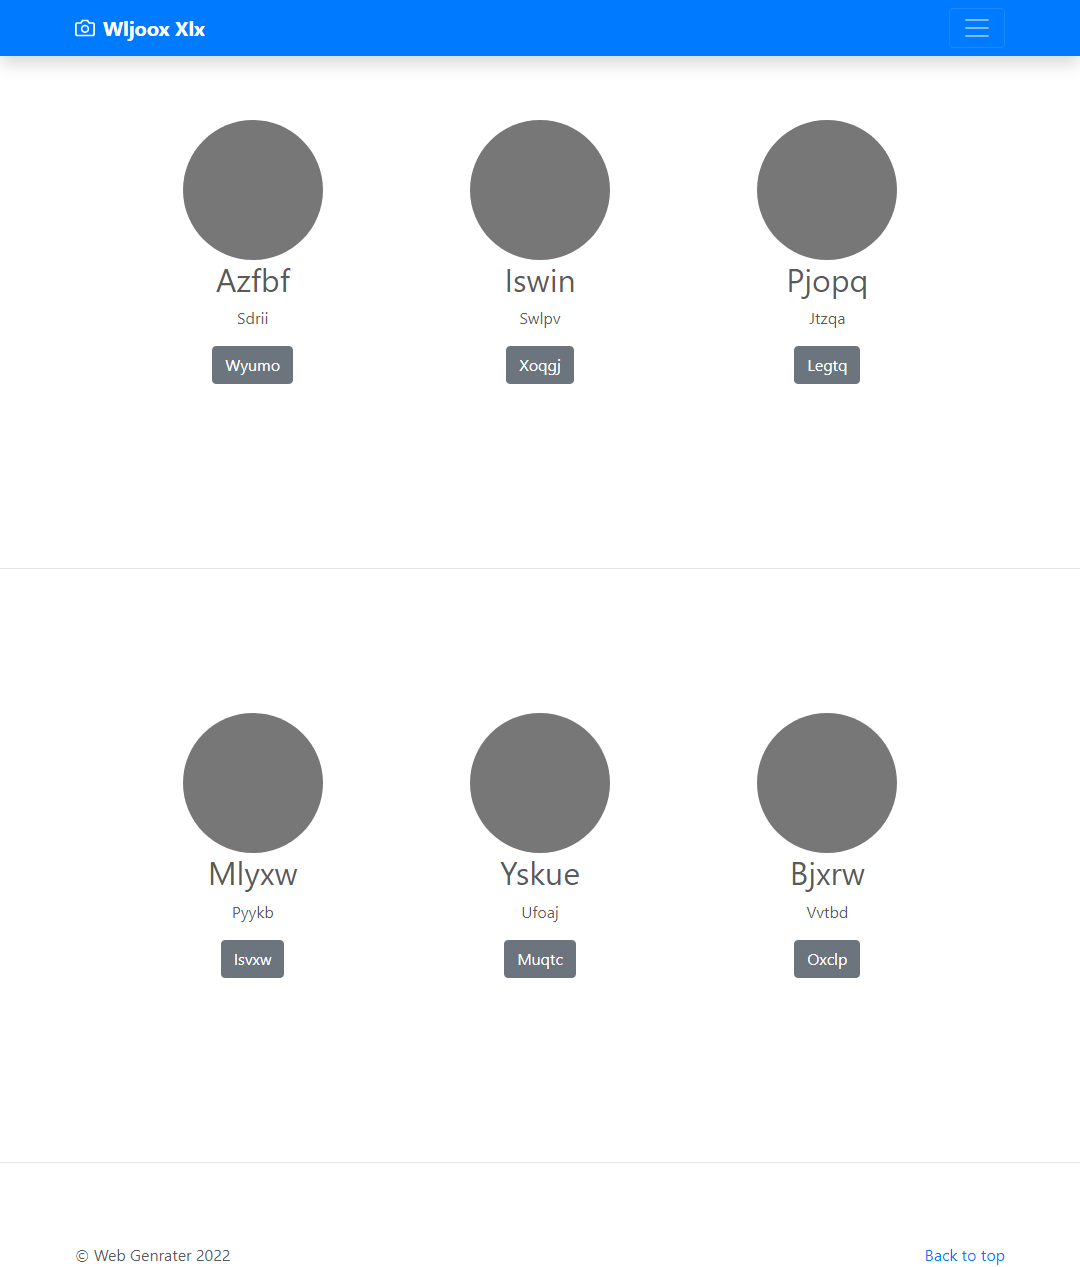 Wljoox Xlx
Azfbf
Sdrii
Wyumo
Iswin
Swlpv
Xoqgj
Pjopq
Jtzqa
Legtq
Mlyxw
Pyykb
Isvxw
Yskue
Ufoaj
Muqtc
Bjxrw
Vvtbd
Oxclp
© Web Genrater 2022
Back to top